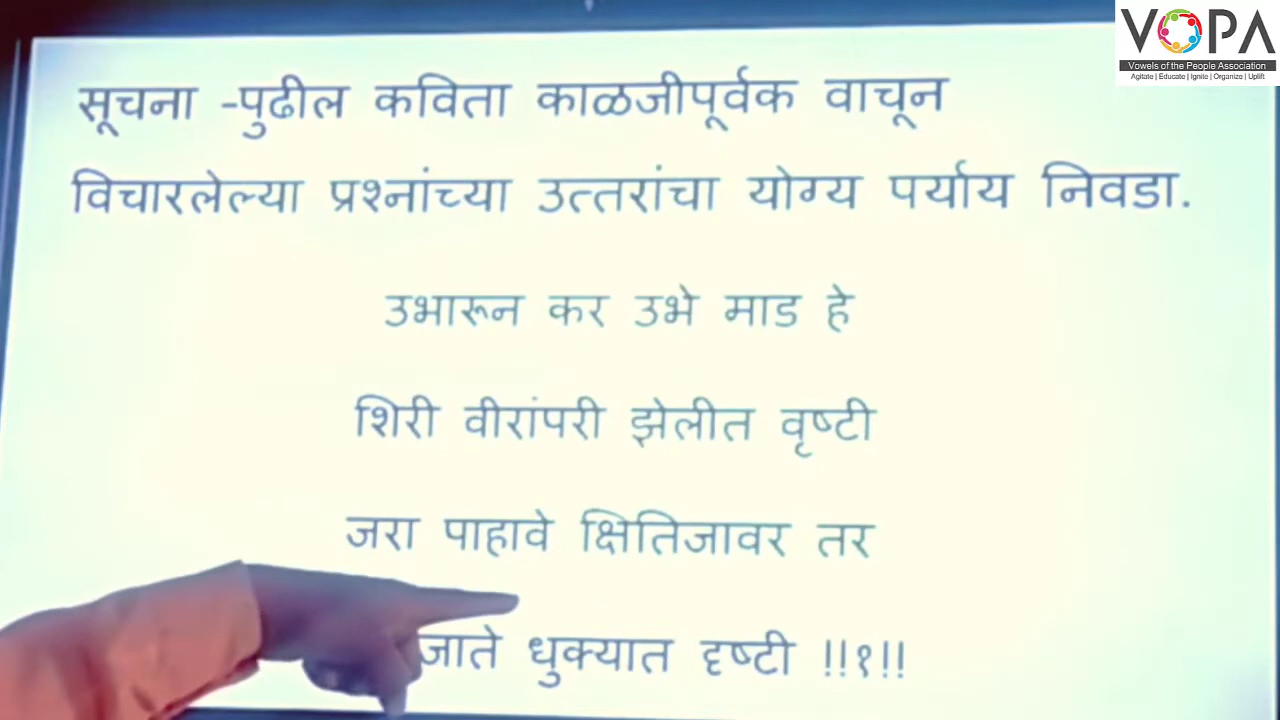 VOPA
Vowels of the People Association
Agitate | Educate | Ignite | Organize | Uplift
सूचना -पुढील कविता काळजीपूर्वक वाचून
विचारलेल्या प्रश्नांच्या उत्तरांचा योग्य पर्याय निवडा.
उभारून कर उभे माड हे
शिरी वीरांपरी झेलीत वृष्टी
जरा पाहावे क्षितिजावर तर
जाते धुक्यात दृष्टी !!१!!